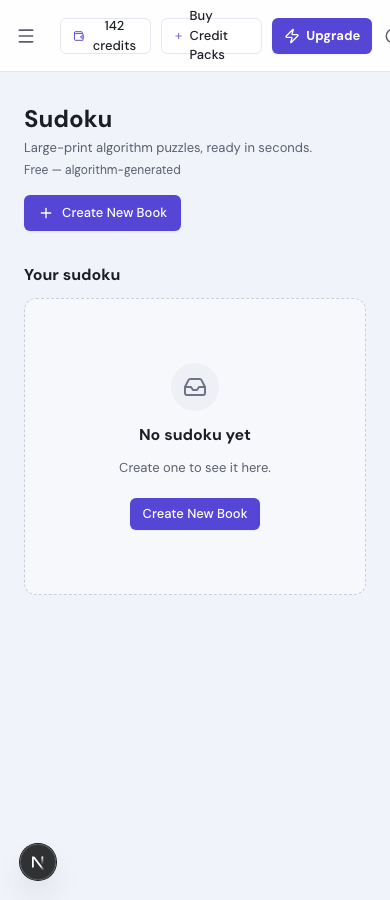 142
credits
Buy
Credit
Packs
Upgrade
Sudoku
Large-print algorithm puzzles, ready in seconds.
Free — algorithm-generated
Create New Book
Your sudoku
No sudoku yet
Create one to see it here.
Create New Book
N